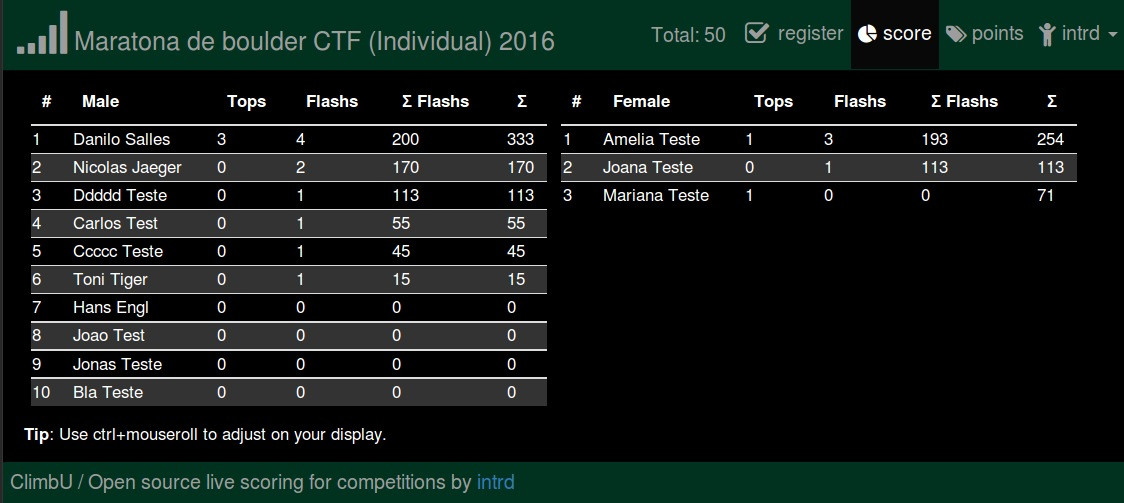 Maratona de boulder CTF (Individual) 2016 Total: 50 register score points intrd
# Male Tops Flashs Σ Flashs Σ # Female Tops Flashs Σ Flashs Σ
1 Danilo Salles 3 4 200 333 1 Amelia Teste 1 3 193 254
2 Nicolas Jaeger 0 2 170 170 2 Joana Teste 0 1 113 113
3 Ddddd Teste 0 1 113 113 3 Mariana Teste 1 0 0 71
4 Carlos Test 0 1 55 55
5 Ccccc Teste 0 1 45 45
6 Toni Tiger 0 1 15 15
7 Hans Engl 0 0 0 0
8 Joao Test 0 0 0 0
9 Jonas Teste 0 0 0 0
10 Bla Teste 0 0 0 0
Tip: Use ctrl+mouseroll to adjust on your display.
ClimbU / Open source live scoring for competitions by intrd